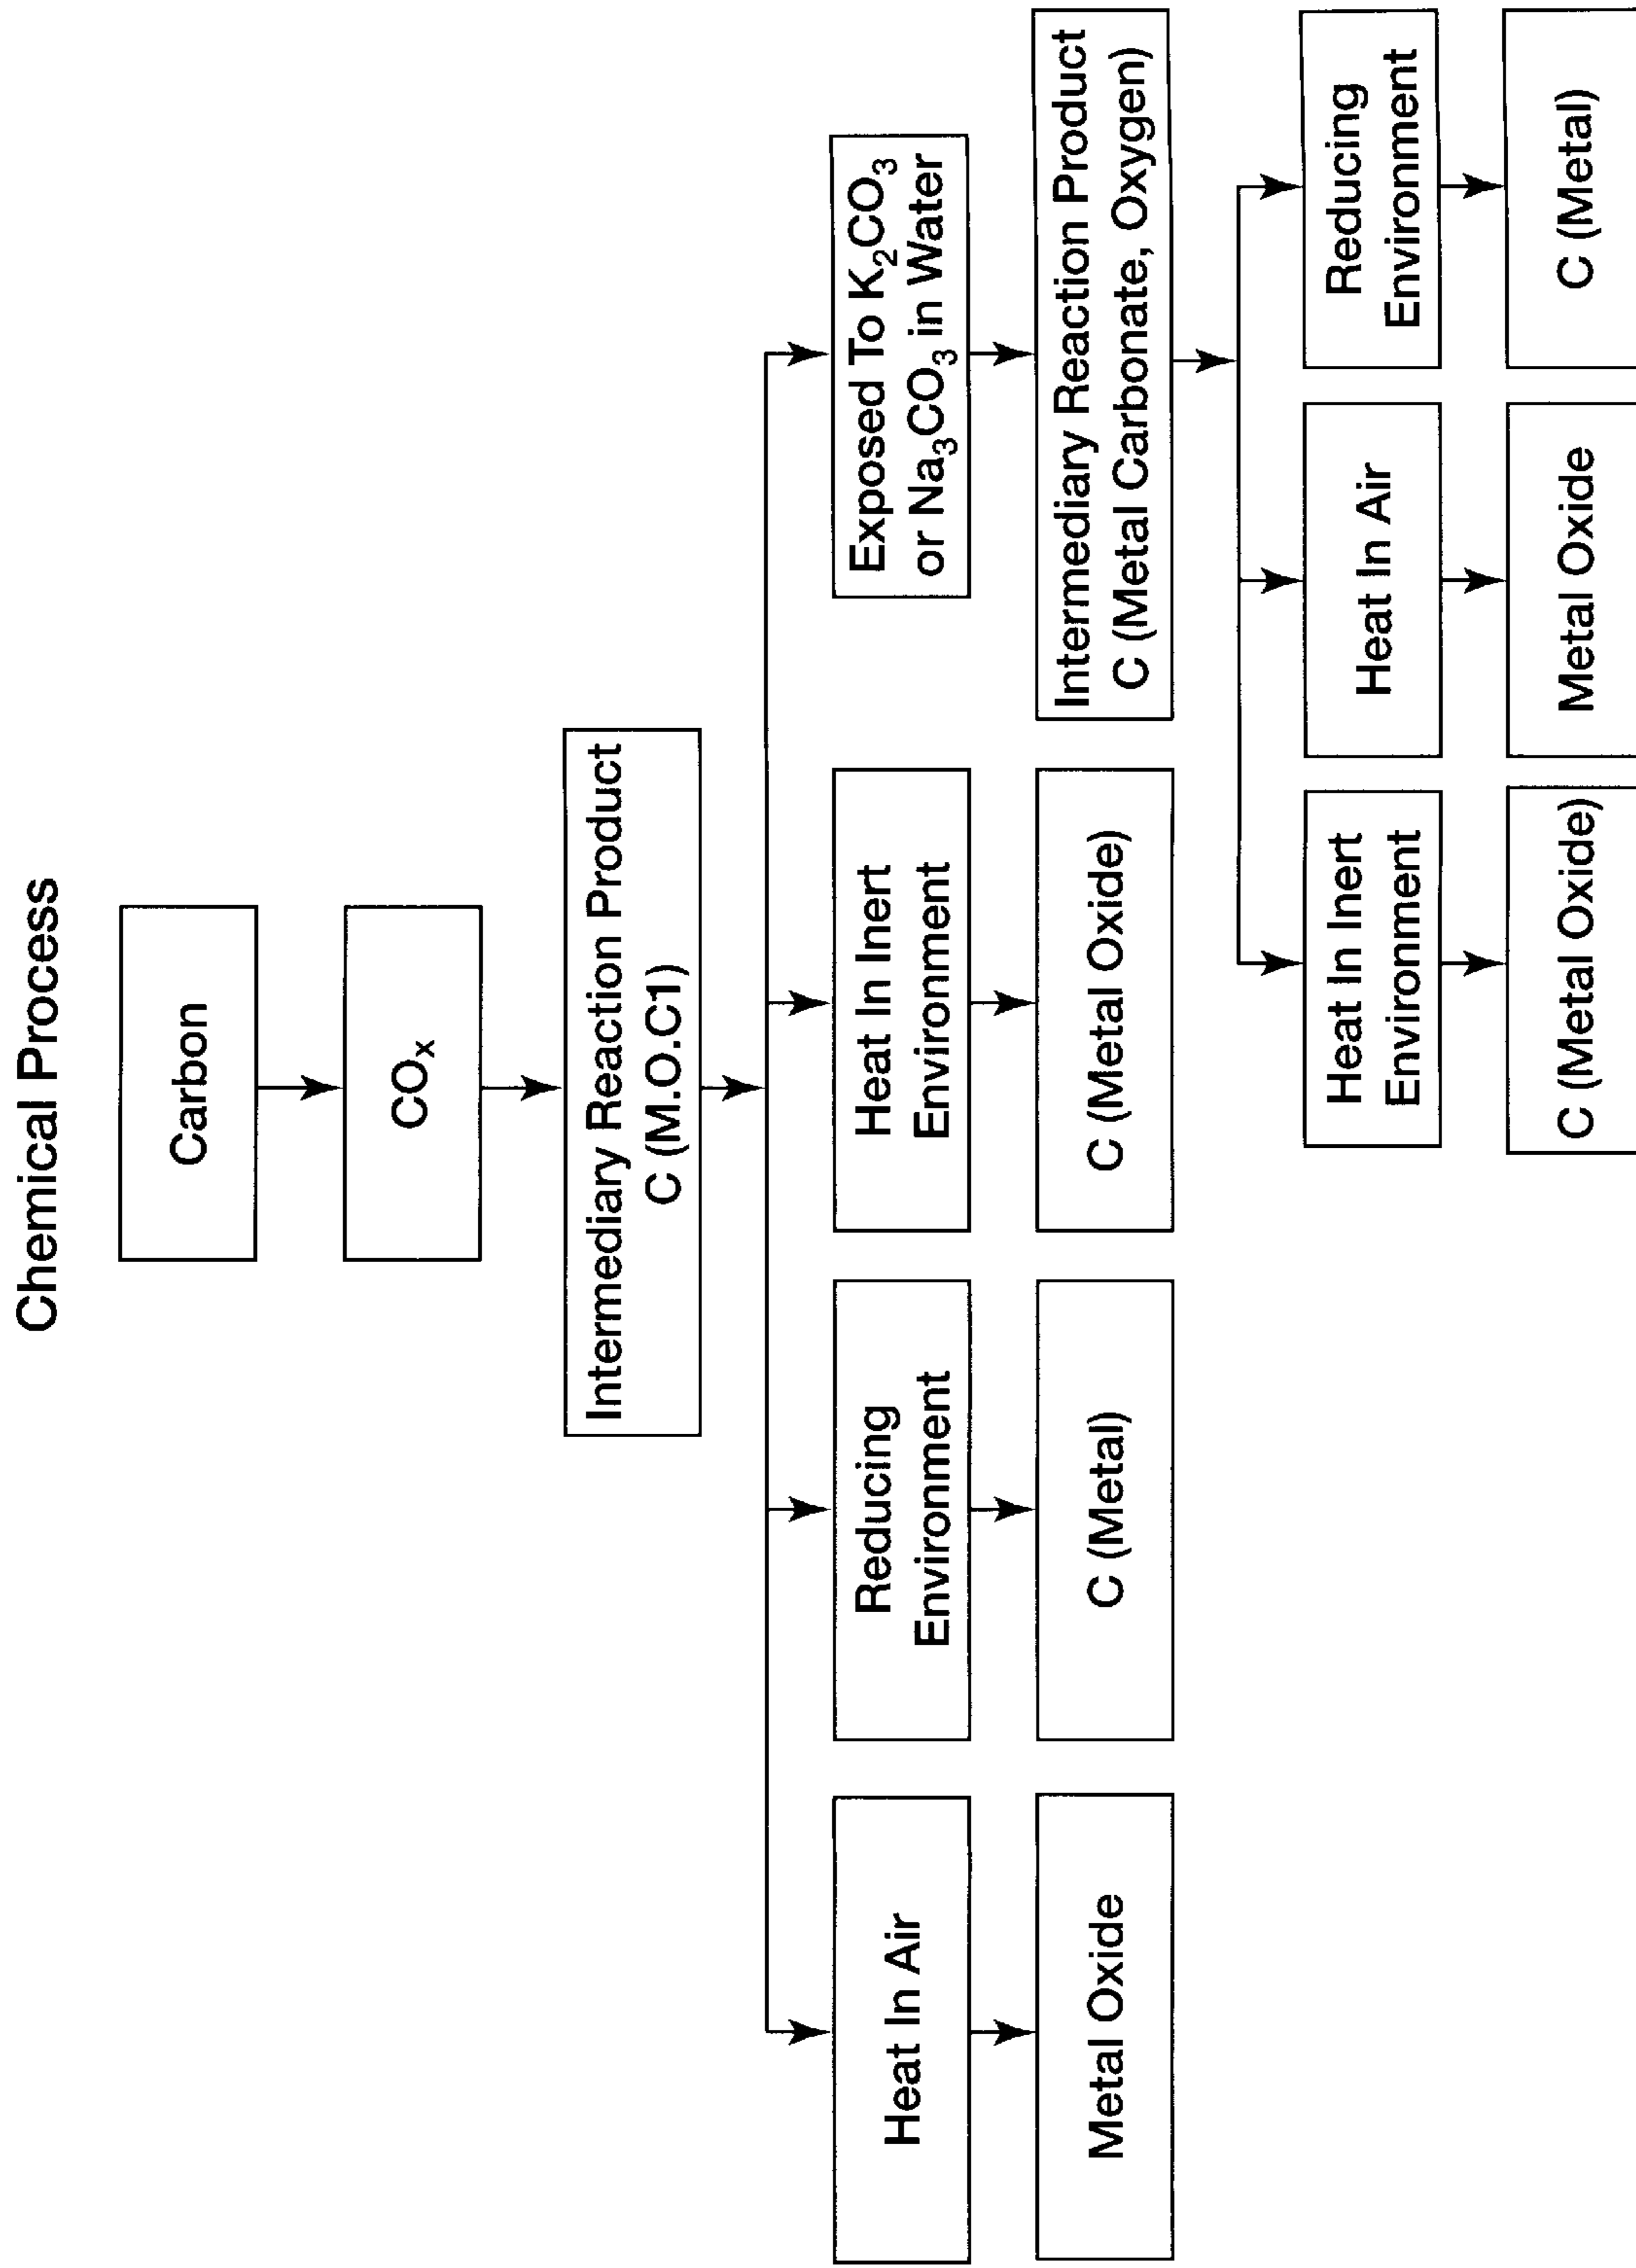 Chemical Process
Carbon
COₓ
Intermediary Reaction Product
C (M.O.C1)
Heat In Air
Reducing
Environment
Heat In Inert
Environment
Exposed To K₂CO₃
or Na₃CO₃ in Water
Metal Oxide
C (Metal)
C (Metal Oxide)
Intermediary Reaction Product
C (Metal Carbonate, Oxygen)
Heat In Inert
Environment
Heat In Air
Reducing
Environment
C (Metal Oxide)
Metal Oxide
C (Metal)